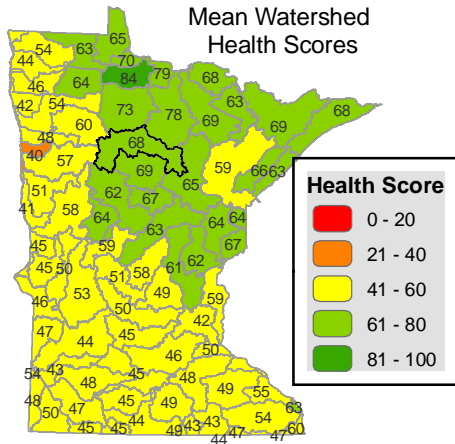 Mean Watershed
Health Scores
65
54 63
44 70
79 68
46 64 84
63
42 54 73 78 68
60 69 69
48
68
40 57 59
69 66 63
65
51 62 67
41 58 64 64 64
63
45 59 67
62
45 50 51 58 61
46 53 49 59
50 42
47 45
44 50
46
54 43 45
48 48 49 55
48 47 45 49
50 63
54
45 45 44 49 43 43 60
44 47 47
Health Score
0 - 20
21 - 40
41 - 60
61 - 80
81 - 100